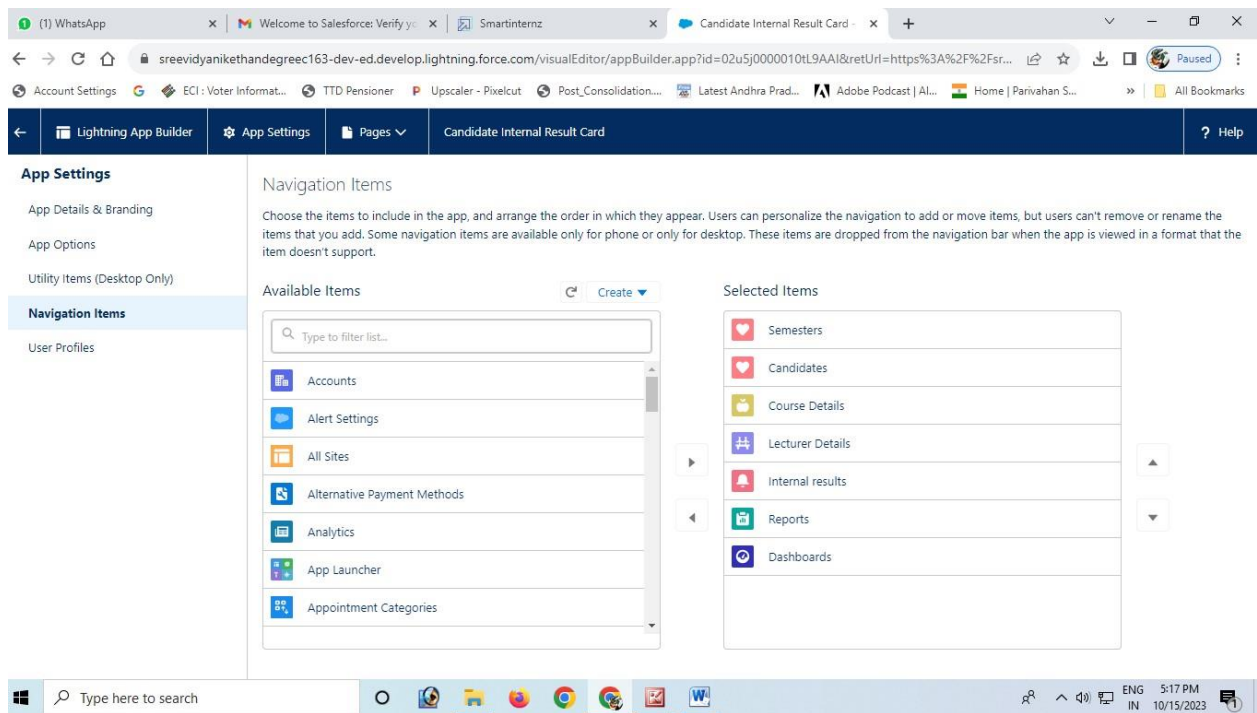 (1) WhatsApp
Welcome to Salesforce: Verify yo
Smartinternz
Candidate Internal Result Card -
sreevidyanikethandegreec163-dev-ed.develop.lightning.force.com/visualEditor/appBuilder.app?id=02u5j0000010tL9AAI&retUrl=https%3A%2F%2Fsr...
Paused
Account Settings
ECI : Voter Informat...
TTD Pensioner
Upscaler - Pixelcut
Post_Consolidation....
Latest Andhra Prad...
Adobe Podcast | AI...
Home | Parivahan S...
»
All Bookmarks
Lightning App Builder
App Settings
Pages
Candidate Internal Result Card
? Help
App Settings
App Details & Branding
App Options
Utility Items (Desktop Only)
Navigation Items
User Profiles
Navigation Items
Choose the items to include in the app, and arrange the order in which they appear. Users can personalize the navigation to add or move items, but users can't remove or rename the
items that you add. Some navigation items are available only for phone or only for desktop. These items are dropped from the navigation bar when the app is viewed in a format that the
item doesn't support.
Available Items
Create
Type to filter list...
Accounts
Alert Settings
All Sites
Alternative Payment Methods
Analytics
App Launcher
Appointment Categories
Selected Items
Semesters
Candidates
Course Details
Lecturer Details
Internal results
Reports
Dashboards
Type here to search
ENG
IN
5:17 PM
10/15/2023